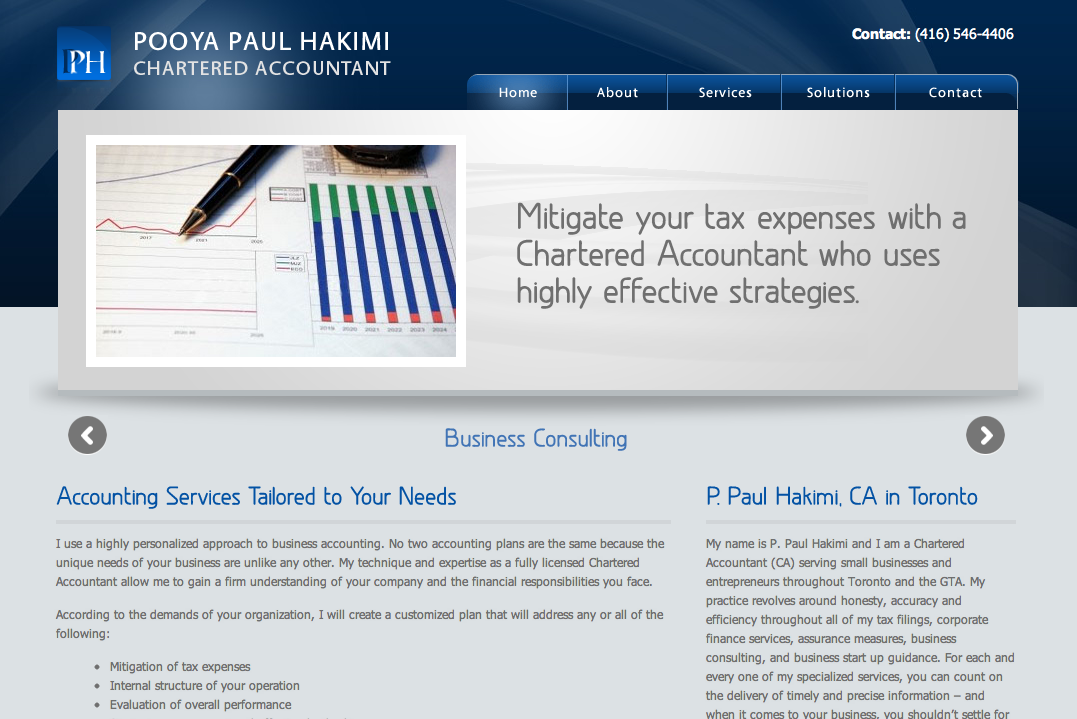 PPH
POOYA PAUL HAKIMI
CHARTERED ACCOUNTANT
Contact: (416) 546-4406
Home
About
Services
Solutions
Contact
2017
2021
2025
2019 2020 2021 2022 2023 2024
Mitigate your tax expenses with a
Chartered Accountant who uses
highly effective strategies.
Business Consulting
Accounting Services Tailored to Your Needs
I use a highly personalized approach to business accounting. No two accounting plans are the same because the
unique needs of your business are unlike any other. My technique and expertise as a fully licensed Chartered
Accountant allow me to gain a firm understanding of your company and the financial responsibilities you face.
According to the demands of your organization, I will create a customized plan that will address any or all of the
following:
• Mitigation of tax expenses
• Internal structure of your operation
• Evaluation of overall performance
P. Paul Hakimi, CA in Toronto
My name is P. Paul Hakimi and I am a Chartered
Accountant (CA) serving small businesses and
entrepreneurs throughout Toronto and the GTA. My
practice revolves around honesty, accuracy and
efficiency throughout all of my tax filings, corporate
finance services, assurance measures, business
consulting, and business start up guidance. For each and
every one of my specialized services, you can count on
the delivery of timely and precise information – and
when it comes to your business, you shouldn't settle for